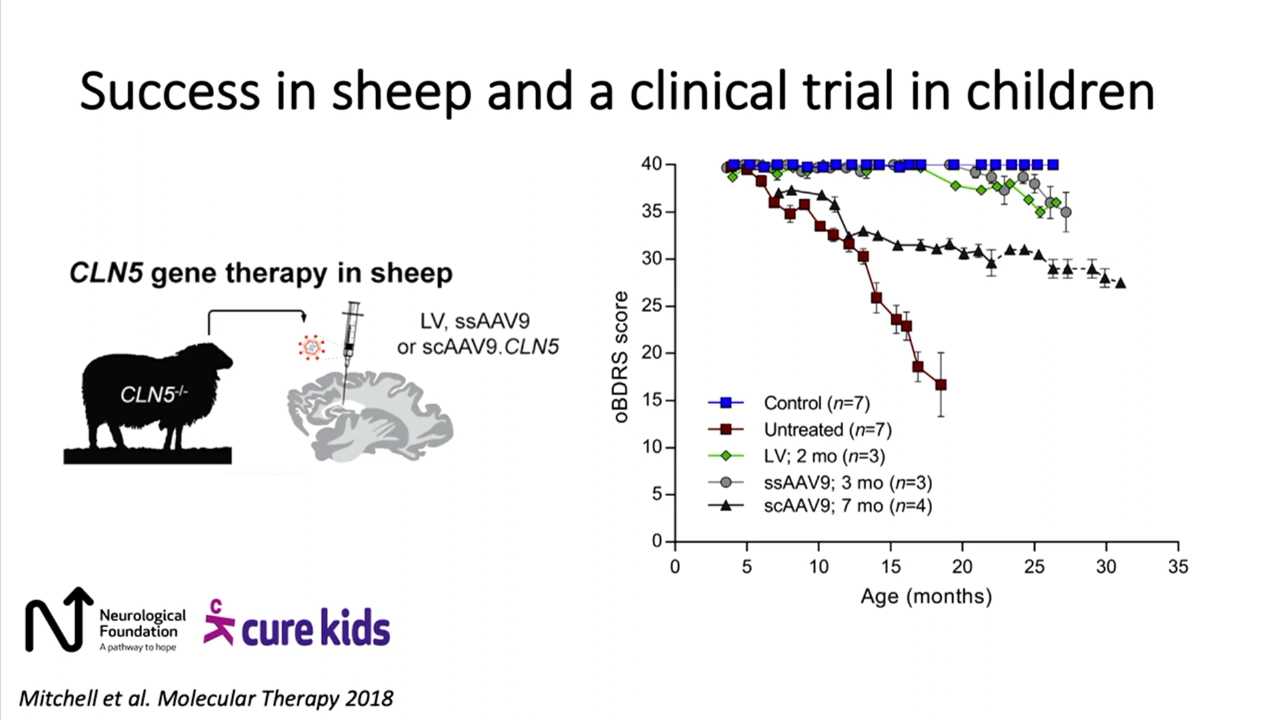 Success in sheep and a clinical trial in children
CLN5 gene therapy in sheep
LV, ssAAV9
or scAAV9.CLN5
CLN5-/-
40
35
30
25
20
15
10
5
0
oBDRS score
Control (n=7)
Untreated (n=7)
LV; 2 mo (n=3)
ssAAV9; 3 mo (n=3)
scAAV9; 7 mo (n=4)
0 5 10 15 20 25 30 35
Age (months)
Neurological
Foundation
A pathway to hope
cK cure kids
Mitchell et al. Molecular Therapy 2018